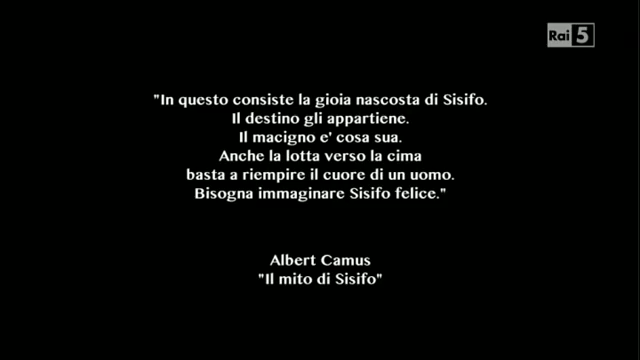 Rai 5
"In questo consiste la gioia nascosta di Sisifo.
Il destino gli appartiene.
Il macigno e' cosa sua.
Anche la lotta verso la cima
basta a riempire il cuore di un uomo.
Bisogna immaginare Sisifo felice."
Albert Camus
"Il mito di Sisifo"